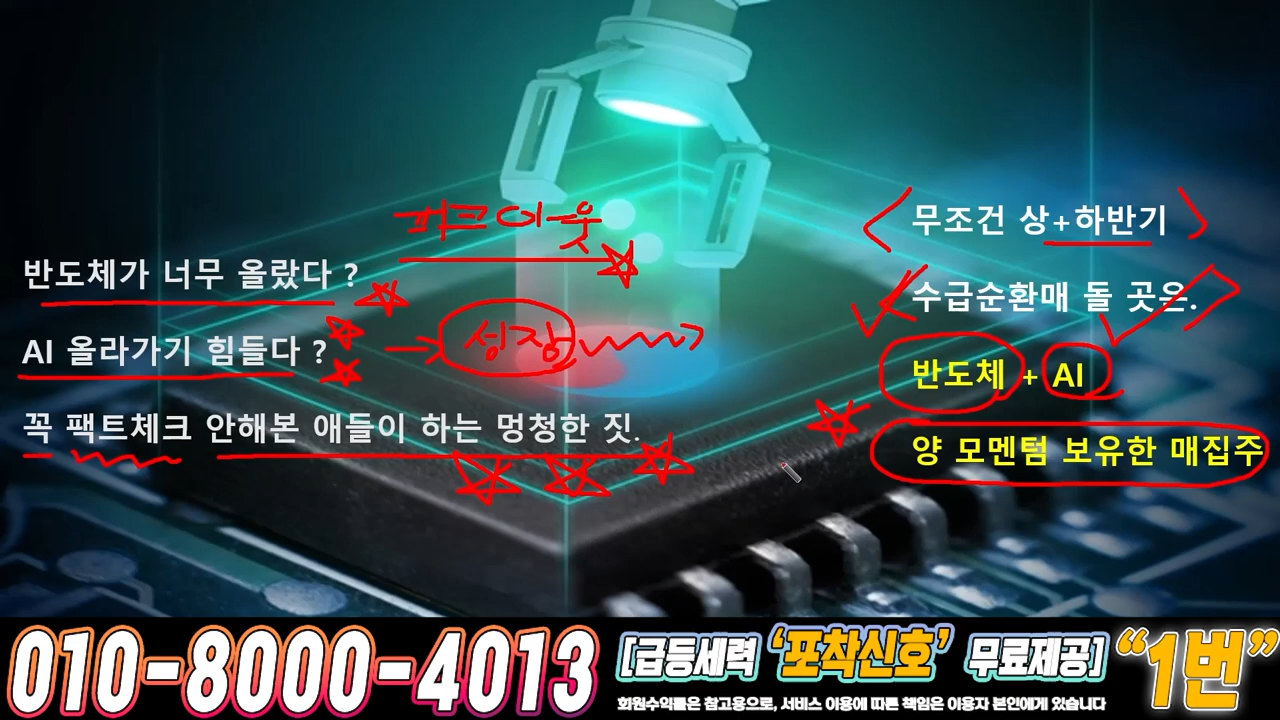 피크아웃
반도체가 너무 올랐다 ?
AI 올라가기 힘들다 ?
성장
꼭 팩트체크 안해본 애들이 하는 멍청한 짓.
무조건 상+하반기
수급순환매 돌 곳은.
반도체 + AI
양 모멘텀 보유한 매집주
010-8000-4013
[급등세력 '포착신호' 무료제공] "1번"
회원수익률은 참고용으로, 서비스 이용에 따른 책임은 이용자 본인에게 있습니다